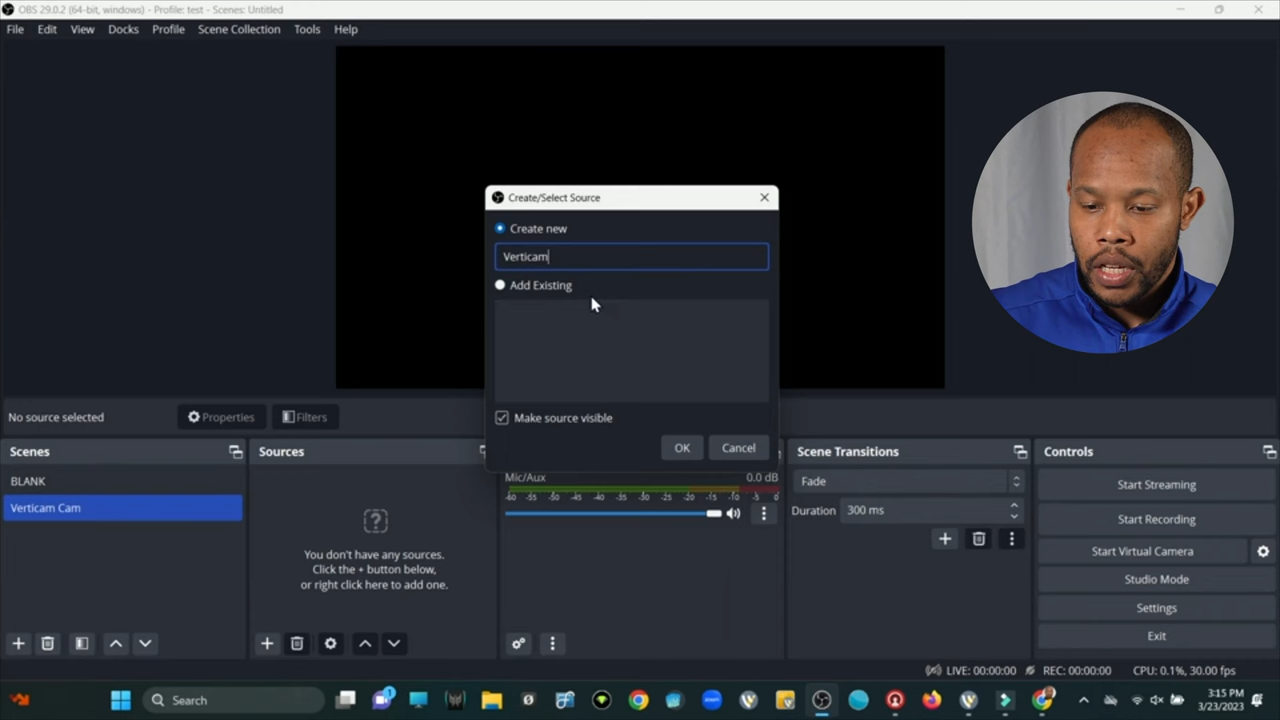 OBS 29.0.2 (64-bit, windows) - Profile: test - Scenes: Untitled
File Edit View Docks Profile Scene Collection Tools Help
Create/Select Source
Create new
Verticam
Add Existing
Make source visible
OK Cancel
No source selected
Properties
Filters
Scenes
BLANK
Verticam Cam
Sources
You don't have any sources.
Click the + button below,
or right click here to add one.
Mic/Aux 0.0 dB
-60 -55 -50 -45 -40 -35 -30 -25 -20 -15 -10 -5 0
Scene Transitions
Fade
Duration 300 ms
Controls
Start Streaming
Start Recording
Start Virtual Camera
Studio Mode
Settings
Exit
LIVE: 00:00:00 REC: 00:00:00 CPU: 0.1%, 30.00 fps
Search
1
zoom
3:15 PM
3/23/2023